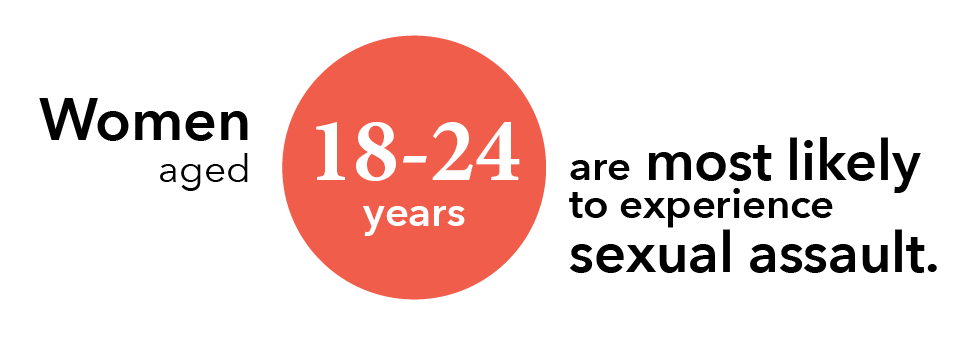 Women
aged
18-24
years
are most likely
to experience
sexual assault.